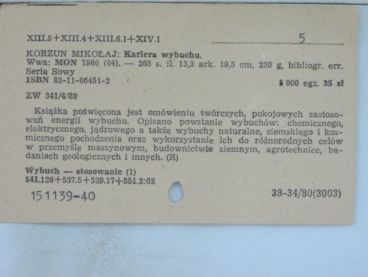 XIII.5+XIII.4+XIII.6.1+XIV.1 5
KORZUN MIKOŁAJ: Kariera wybuchu.
Wwa: MON 1980 (04). — 268 s. il. 13,3 ark. 19,5 cm, 230 g, bibliogr. err.
Seria Sowy
ISBN 83-11-06451-2 5 000 egz. 35 zł
ZW 341/4/80
Książka poświęcona jest omówieniu twórczych, pokojowych zastosowań
energii wybuchu. Opisano powstanie wybuchów: chemicznego,
elektrycznego, jądrowego a także wybuchy naturalne, ziemskiego i kos-
micznego pochodzenia oraz wykorzystanie ich do różnorodnych celów
w przemyśle maszynowym, budownictwie ziemnym, agrotechnice, ba-
daniach geologicznych i innych. (R)
Wybuch — stosowanie (1)
541.126+537.5+539.17+551.2:62
151139-40 38-34/80(3003)